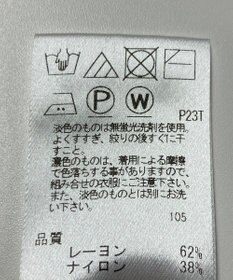 P W
P23T
淡色のものは無蛍光洗剤を使用。
よくすすぎ、絞りの後すぐに干
すこと。
濃色のものは、着用による摩擦
で色落ちする事がありますので、
組み合せの衣服にご注意下さい。
また、淡色のものとは別にお洗
い下さい。
105
品質
レーヨン 62%
ナイロン 38%